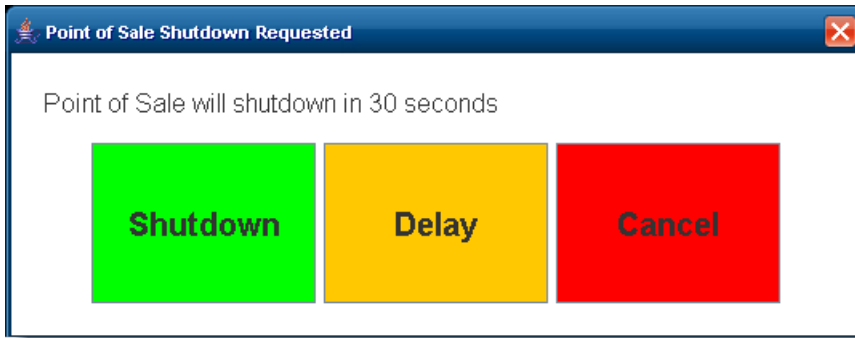 Point of Sale Shutdown Requested
Point of Sale will shutdown in 30 seconds
Shutdown Delay Cancel